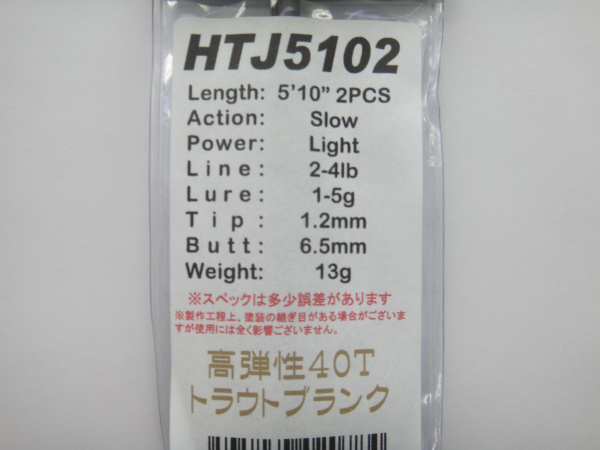 HTJ5102
Length: 5'10" 2PCS
Action: Slow
Power: Light
Line: 2-4lb
Lure: 1-5g
Tip: 1.2mm
Butt: 6.5mm
Weight: 13g
※スペックは多少誤差があります
※製作工程上、塗装の継ぎ目がある場合がございま
すが使用には全く影響ございません。
高弾性40T
トラウトブランク